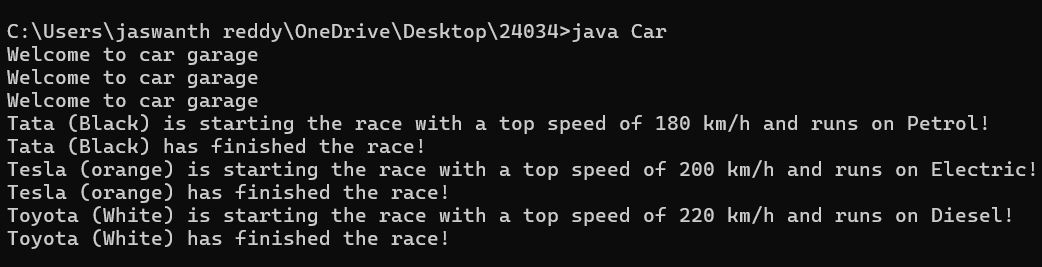 C:\Users\jaswanth reddy\OneDrive\Desktop\24034>java Car
Welcome to car garage
Welcome to car garage
Welcome to car garage
Tata (Black) is starting the race with a top speed of 180 km/h and runs on Petrol!
Tata (Black) has finished the race!
Tesla (orange) is starting the race with a top speed of 200 km/h and runs on Electric!
Tesla (orange) has finished the race!
Toyota (White) is starting the race with a top speed of 220 km/h and runs on Diesel!
Toyota (White) has finished the race!